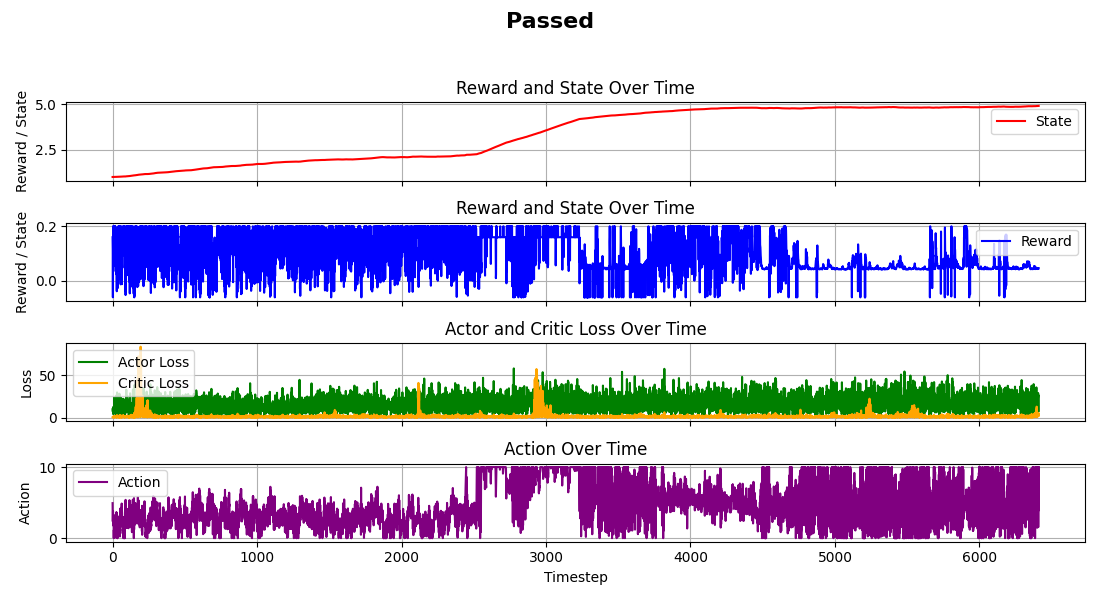 Passed
Reward and State Over Time
Reward / State
5.0
2.5
State
Reward and State Over Time
Reward / State
0.2
0.0
Reward
Actor and Critic Loss Over Time
Loss
50
0
Actor Loss
Critic Loss
Action Over Time
Action
10
0
Action
0 1000 2000 3000 4000 5000 6000
Timestep